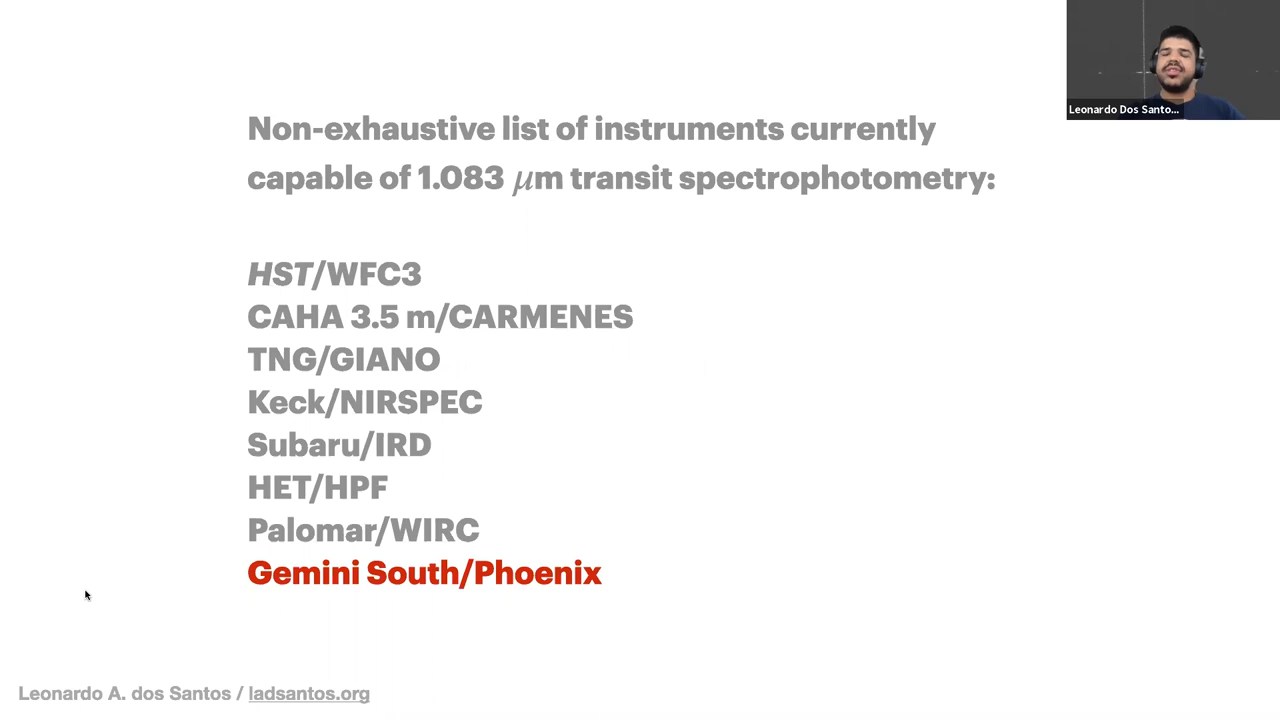 Non-exhaustive list of instruments currently
capable of 1.083 μm transit spectrophotometry:
HST/WFC3
CAHA 3.5 m/CARMENES
TNG/GIANO
Keck/NIRSPEC
Subaru/IRD
HET/HPF
Palomar/WIRC
Gemini South/Phoenix
Leonardo A. dos Santos / ladsantos.org
Leonardo Dos Santo...